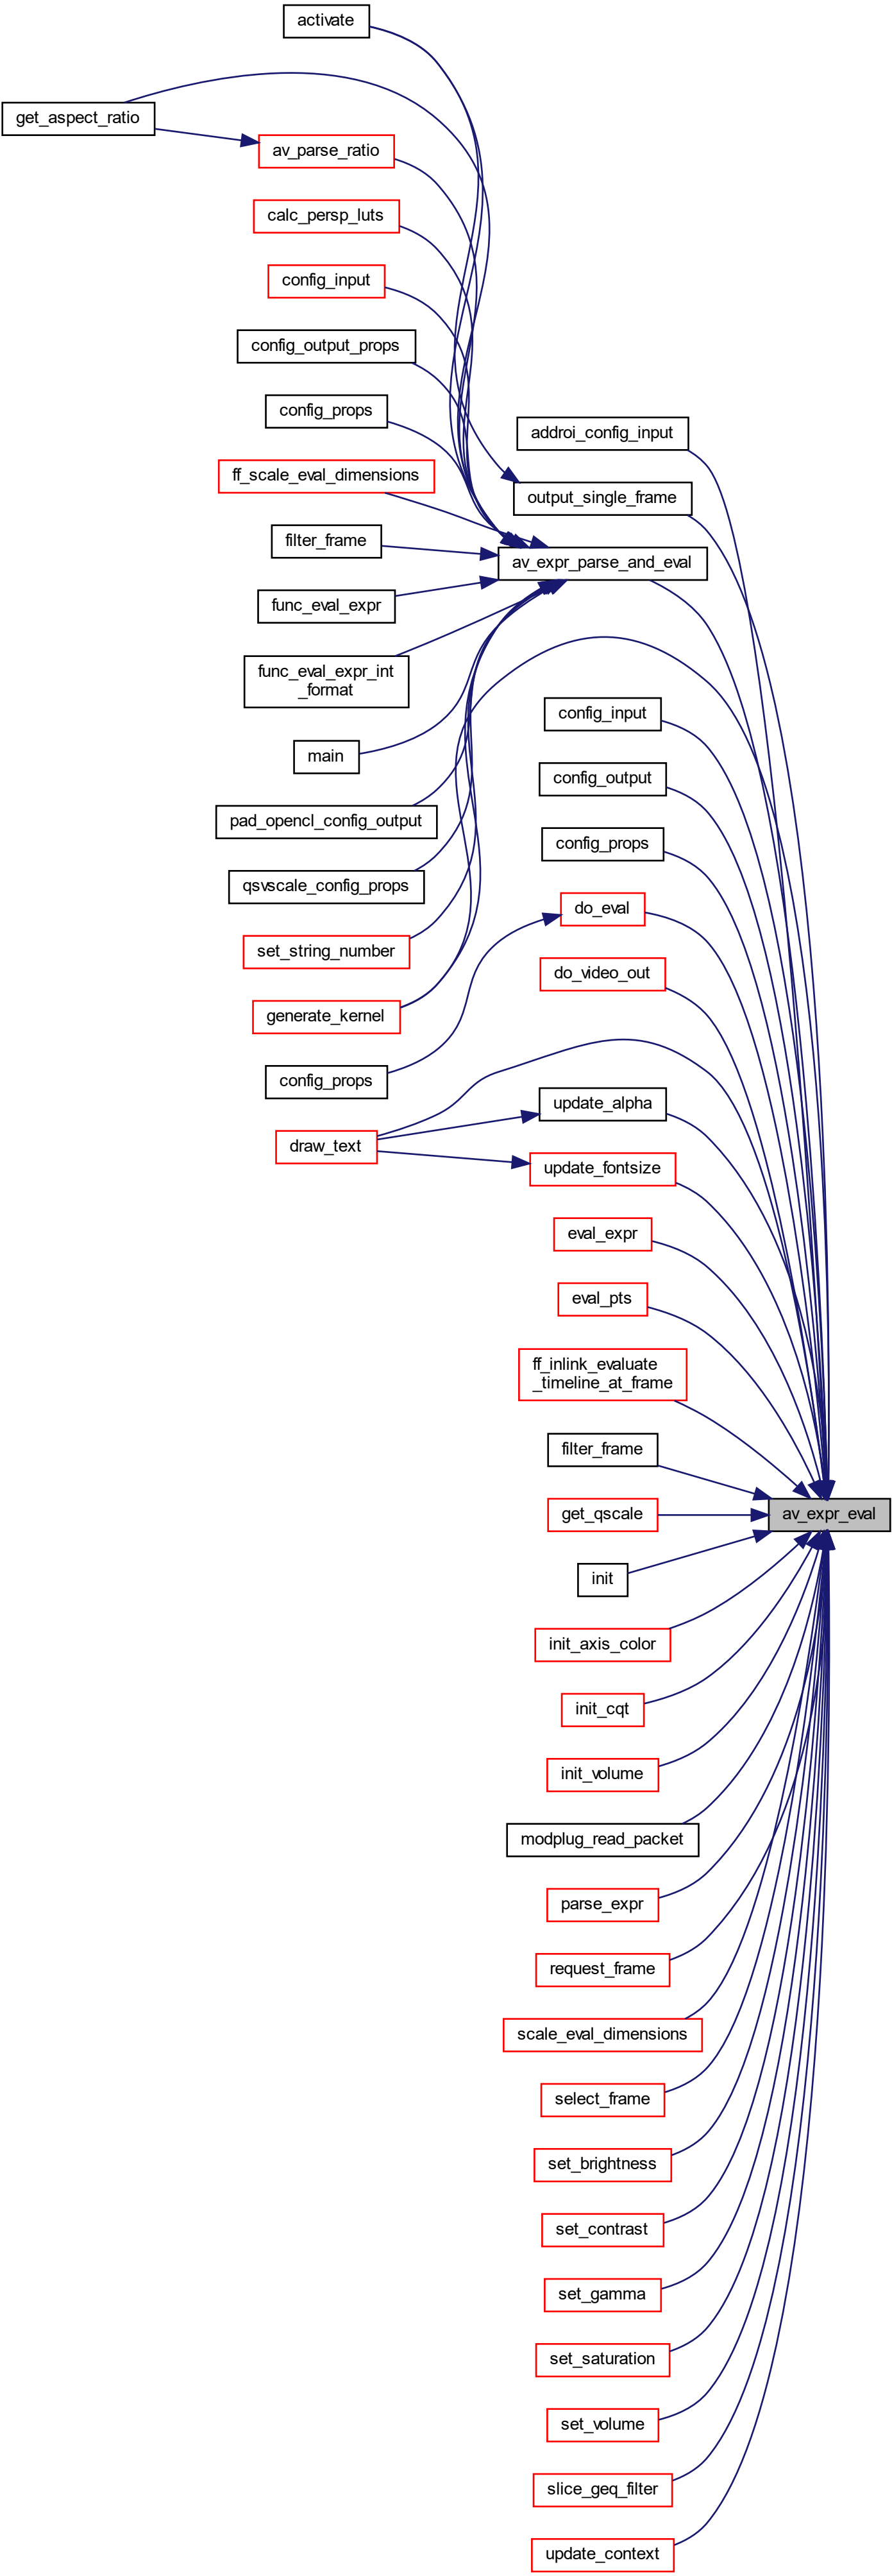 activate
get_aspect_ratio
av_parse_ratio
calc_persp_luts
config_input
config_output_props
config_props
addroi_config_input
ff_scale_eval_dimensions
output_single_frame
filter_frame
av_expr_parse_and_eval
func_eval_expr
func_eval_expr_int
_format
config_input
main
config_output
pad_opencl_config_output
config_props
qsvscale_config_props
do_eval
set_string_number
do_video_out
generate_kernel
config_props
update_alpha
draw_text
update_fontsize
eval_expr
eval_pts
ff_inlink_evaluate
_timeline_at_frame
filter_frame
get_qscale
av_expr_eval
init
init_axis_color
init_cqt
init_volume
modplug_read_packet
parse_expr
request_frame
scale_eval_dimensions
select_frame
set_brightness
set_contrast
set_gamma
set_saturation
set_volume
slice_geq_filter
update_context